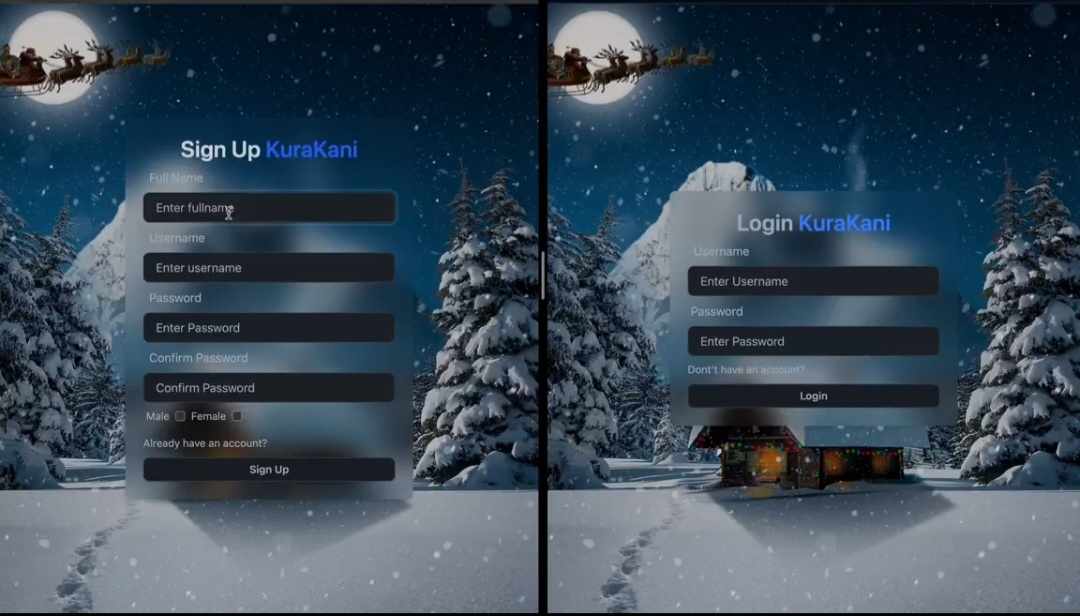 Sign Up KuraKani
Full Name
Enter fullname
Username
Enter username
Password
Enter Password
Confirm Password
Confirm Password
Male Female
Already have an account?
Sign Up
Login KuraKani
Username
Enter Username
Password
Enter Password
Dont't have an account?
Login